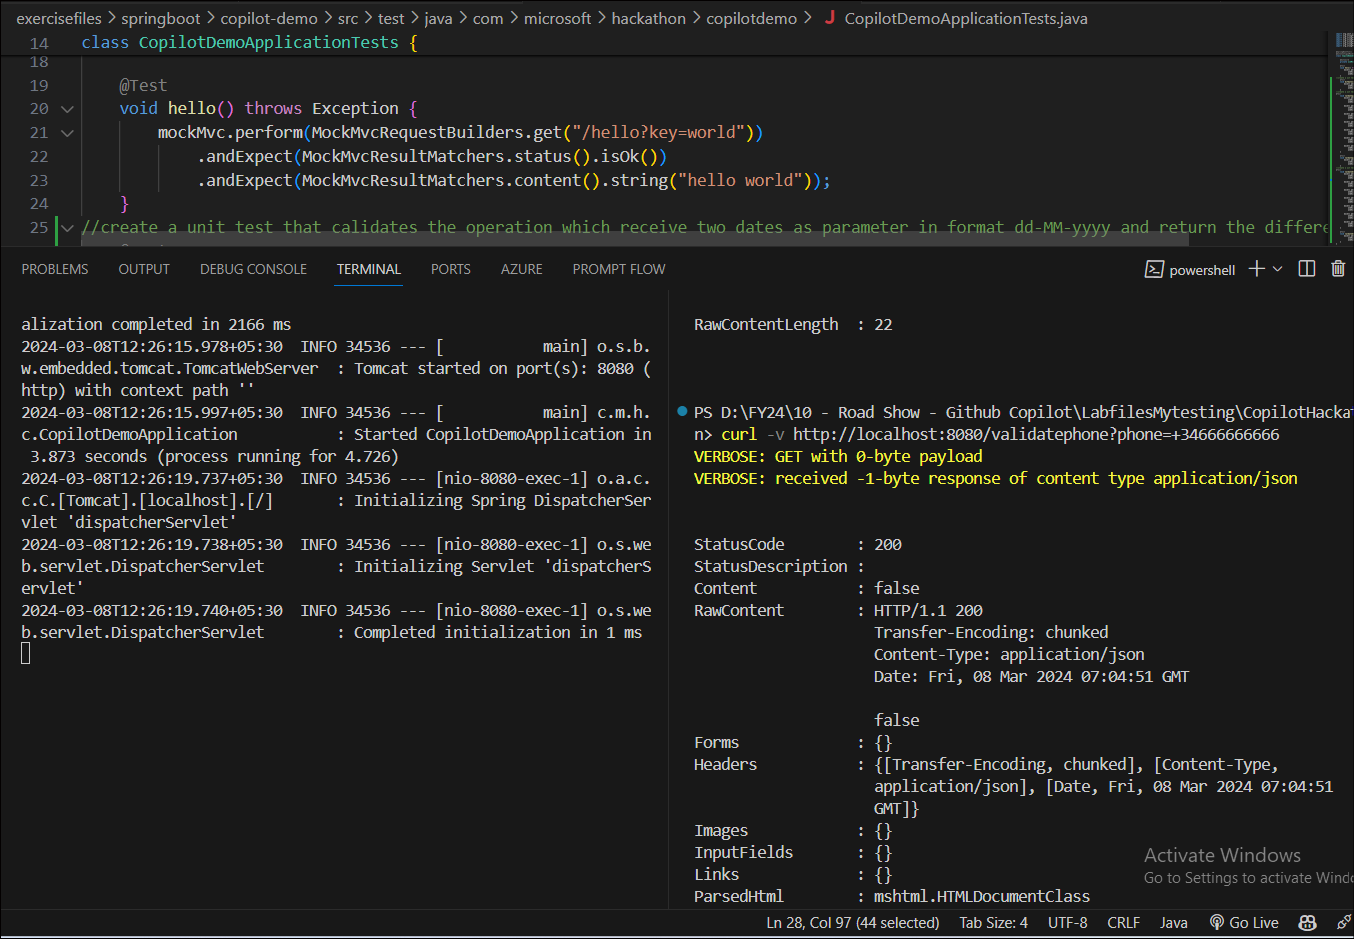 exercisefiles > springboot > copilot-demo > src > test > java > com > microsoft > hackathon > copilotdemo > J CopilotDemoApplicationTests.java
14 class CopilotDemoApplicationTests {
18
19 @Test
20 void hello() throws Exception {
21 mockMvc.perform(MockMvcRequestBuilders.get("/hello?key=world"))
22 .andExpect(MockMvcResultMatchers.status().isOk())
23 .andExpect(MockMvcResultMatchers.content().string("hello world"));
24 }
25 //create a unit test that calidates the operation which receive two dates as parameter in format dd-MM-yyyy and return the differe
PROBLEMS OUTPUT DEBUG CONSOLE TERMINAL PORTS AZURE PROMPT FLOW powershell
alization completed in 2166 ms
2024-03-08T12:26:15.978+05:30  INFO 34536 --- [           main] o.s.b.
w.embedded.tomcat.TomcatWebServer  : Tomcat started on port(s): 8080 (
http) with context path ''
2024-03-08T12:26:15.997+05:30  INFO 34536 --- [           main] c.m.h.
c.CopilotDemoApplication           : Started CopilotDemoApplication in
 3.873 seconds (process running for 4.726)
2024-03-08T12:26:19.737+05:30  INFO 34536 --- [nio-8080-exec-1] o.a.c.
c.C.[Tomcat].[localhost].[/]       : Initializing Spring DispatcherSer
vlet 'dispatcherServlet'
2024-03-08T12:26:19.738+05:30  INFO 34536 --- [nio-8080-exec-1] o.s.we
b.servlet.DispatcherServlet        : Initializing Servlet 'dispatcherS
ervlet'
2024-03-08T12:26:19.740+05:30  INFO 34536 --- [nio-8080-exec-1] o.s.we
b.servlet.DispatcherServlet        : Completed initialization in 1 ms
RawContentLength  : 22
PS D:\FY24\10 - Road Show - Github Copilot\LabfilesMytesting\CopilotHacka
n> curl -v http://localhost:8080/validatephone?phone=+34666666666
VERBOSE: GET with 0-byte payload
VERBOSE: received -1-byte response of content type application/json
StatusCode        : 200
StatusDescription :
Content           : false
RawContent        : HTTP/1.1 200
Transfer-Encoding: chunked
Content-Type: application/json
Date: Fri, 08 Mar 2024 07:04:51 GMT
false
Forms             : {}
Headers           : {[Transfer-Encoding, chunked], [Content-Type,
application/json], [Date, Fri, 08 Mar 2024 07:04:51
GMT]}
Images            : {}
InputFields       : {}
Links             : {}
ParsedHtml        : mshtml.HTMLDocumentClass
Activate Windows
Go to Settings to activate Wind
Ln 28, Col 97 (44 selected) Tab Size: 4 UTF-8 CRLF Java Go Live